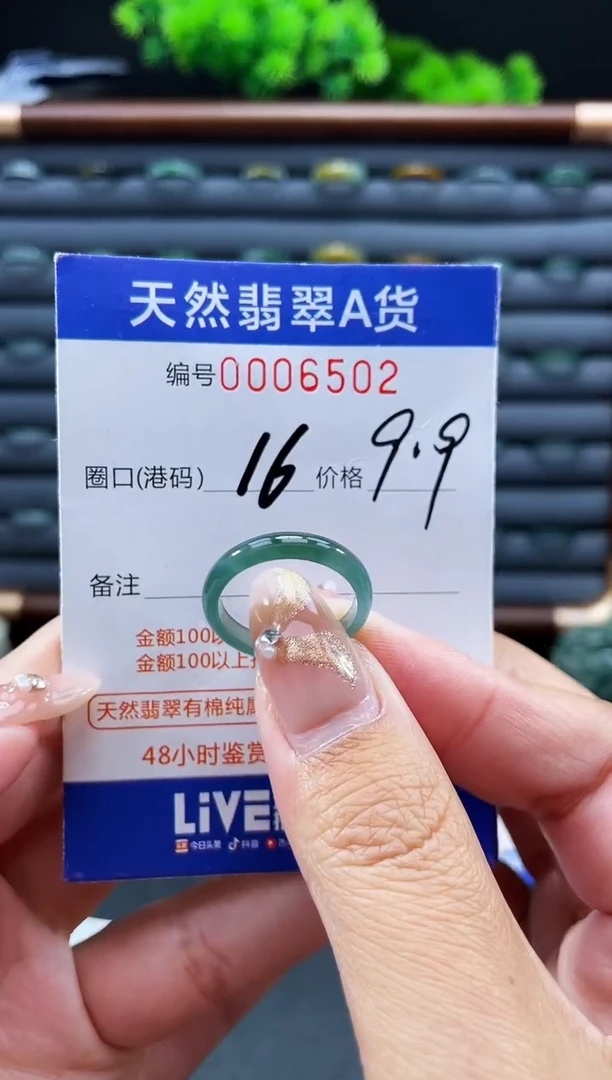 天然翡翠A货
编号0006502
圈口(港码) 16 价格 9.9
备注
金额100以
金额100以上
天然翡翠有棉纯属
48小时鉴赏
LiVE
今日头条 抖音